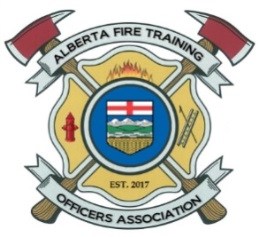 ALBERTA FIRE TRAINING
EST. 2017
OFFICERS ASSOCIATION